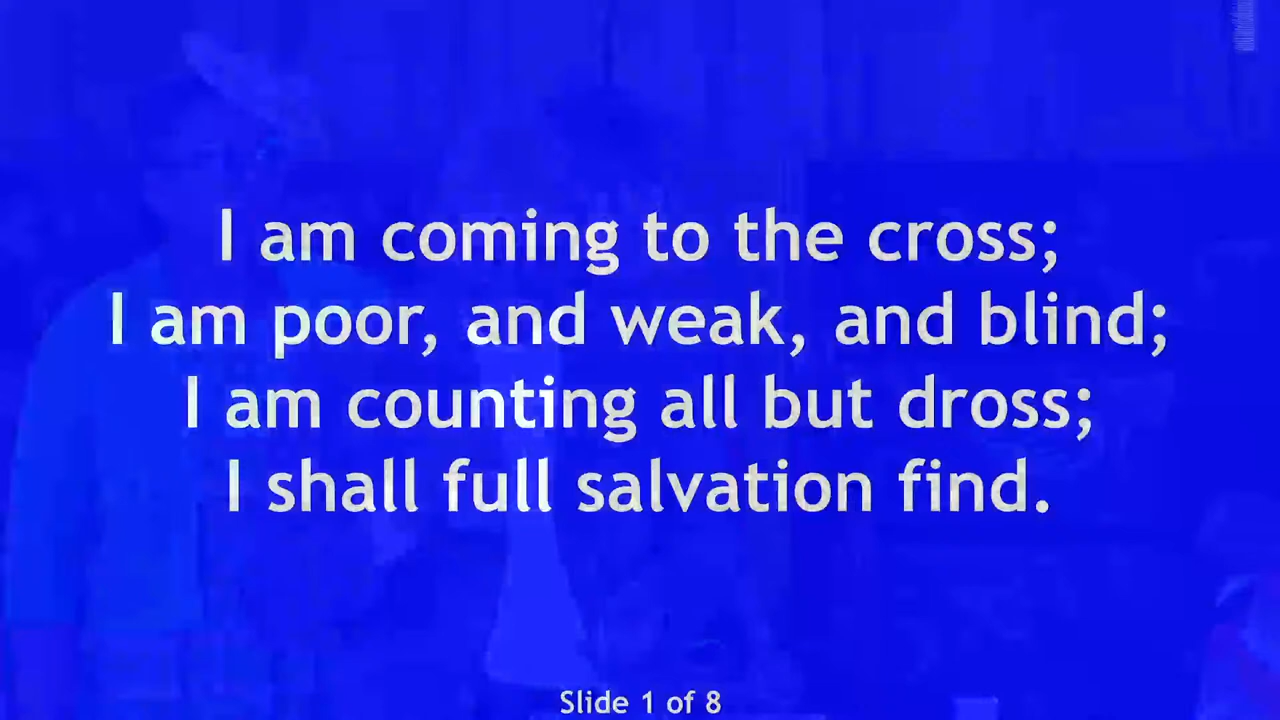 I am coming to the cross;
I am poor, and weak, and blind;
I am counting all but dross;
I shall full salvation find.
Slide 1 of 8